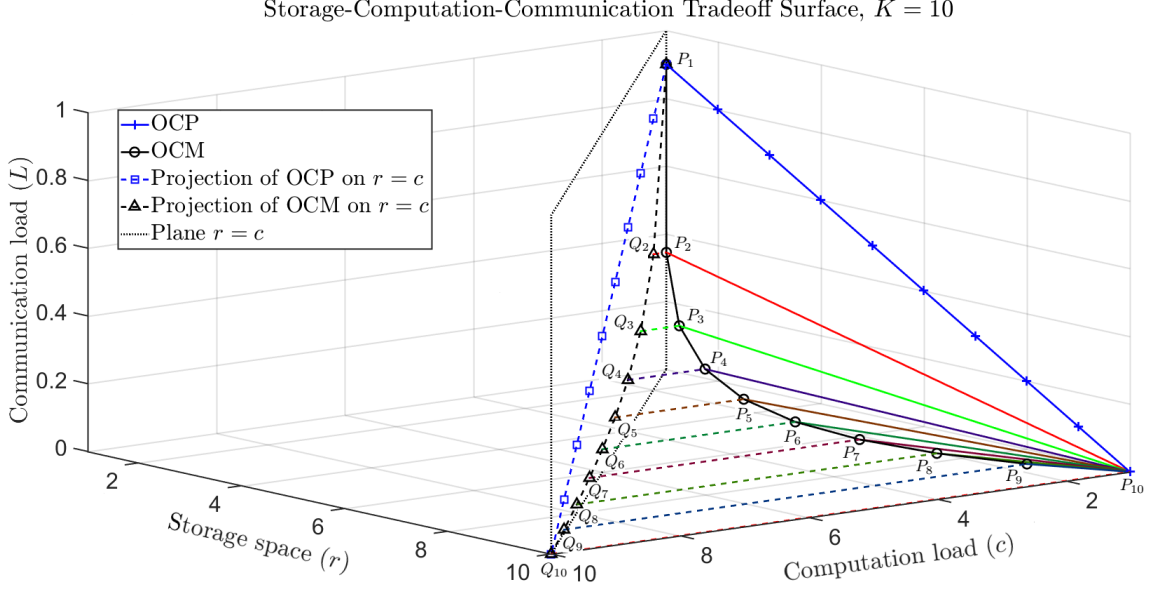 Storage-Computation-Communication Tradeoff Surface, K = 10
Communication load (L)
1
0.8
0.6
0.4
0.2
0
OCP
OCM
Projection of OCP on r = c
Projection of OCM on r = c
Plane r = c
P1
P2
P3
P4
P5
P6
P7
P8
P9
P10
Q2
Q3
Q4
Q5
Q6
Q7
Q8
Q9
Q10
2
4
6
8
10
Storage space (r)
10
8
6
4
2
Computation load (c)